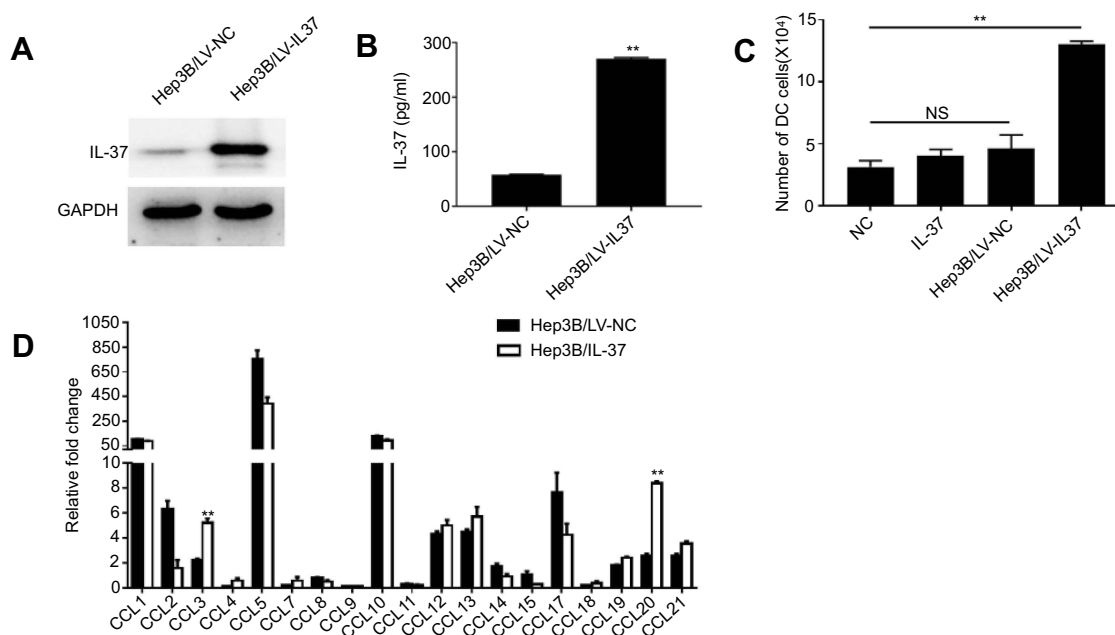 A
Hep3B/LV-NC
Hep3B/LV-IL37
IL-37
GAPDH
B
IL-37 (pg/ml)
300
200
100
0
**
Hep3B/LV-NC
Hep3B/LV-IL37
C
Number of DC cells(X10⁴)
15
10
5
0
**
NS
NC
IL-37
Hep3B/LV-NC
Hep3B/LV-IL37
D
Hep3B/LV-NC
Hep3B/IL-37
Relative fold change
1050
850
650
450
250
50
10
8
6
4
2
0
**
**
CCL1
CCL2
CCL3
CCL4
CCL5
CCL7
CCL8
CCL9
CCL10
CCL11
CCL12
CCL13
CCL14
CCL15
CCL17
CCL18
CCL19
CCL20
CCL21